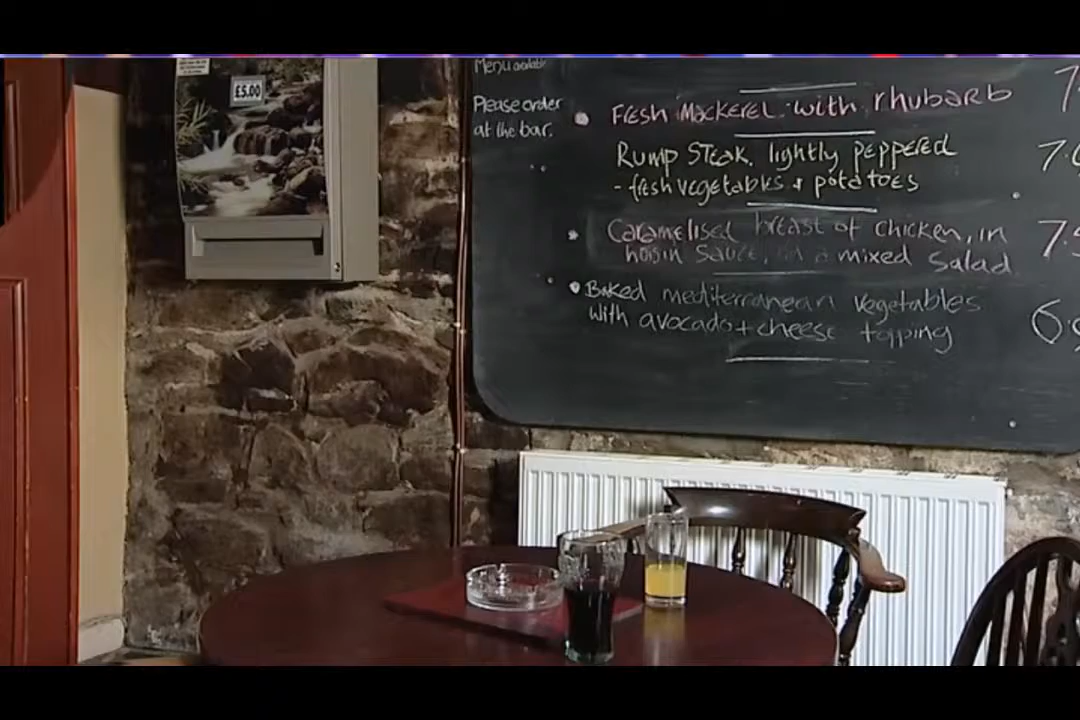 £5.00
Menu available
Please order
at the bar.
Fresh Mackerel with rhubarb
Rump Steak, lightly peppered
- fresh vegetables + potatoes
Caramelised breast of chicken, in
hoisin sauce, on a mixed salad
Baked mediterranean vegetables
with avocado + cheese topping